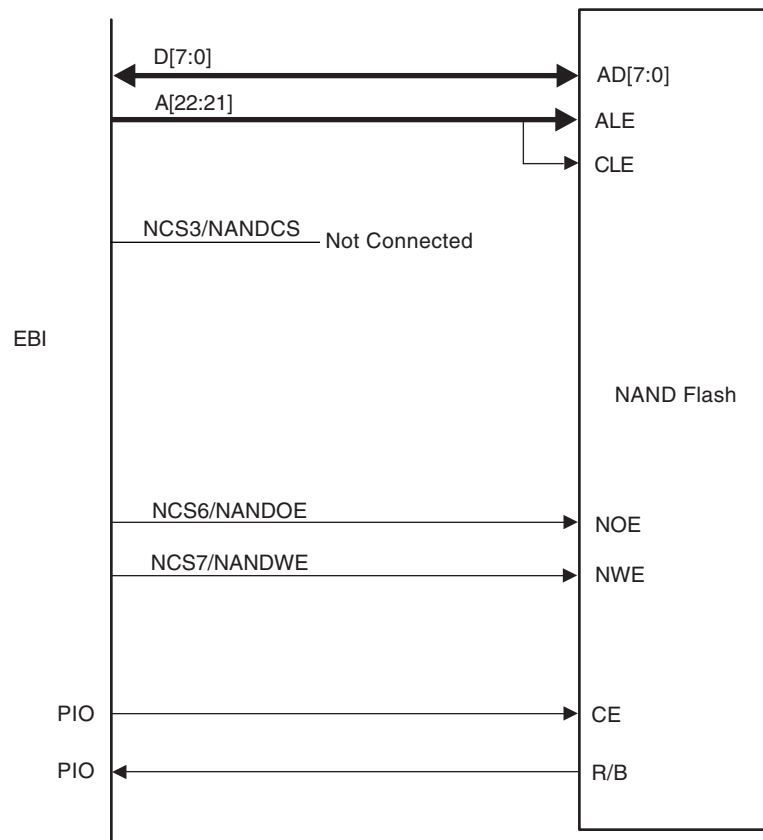 D[7:0]
AD[7:0]
A[22:21]
ALE
CLE
NCS3/NANDCS
Not Connected
EBI
NAND Flash
NCS6/NANDOE
NOE
NCS7/NANDWE
NWE
PIO
CE
PIO
R/B